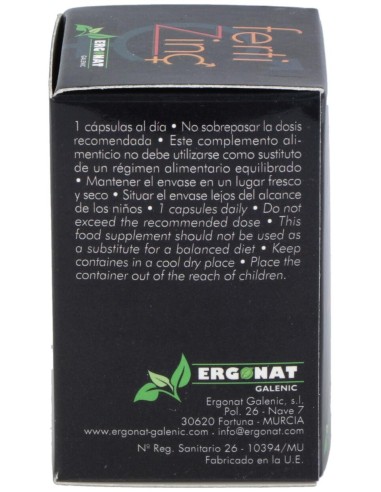 ferti
Zinc
ERGONAT
GALENIC
1 cápsulas al día • No sobrepasar la dosis
recomendada • Este complemento ali-
menticio no debe utilizarse como sustituto
de un régimen alimentario equilibrado
• Mantener el envase en un lugar fresco
y seco • Situar el envase lejos del alcance
de los niños • 1 capsules daily • Do not
exceed the recommended dose • This
food supplement should not be used as
a substitute for a balanced diet • Keep
containes in a cool dry place • Place the
container out of the reach of children.
ERGONAT
GALENIC
Ergonat Galenic, s.l.
Pol. 26 - Nave 7
30620 Fortuna - MURCIA
www.ergonat-galenic.com - info@ergonat.com
Nº Reg. Sanitario 26 - 10394/MU
Fabricado en la U.E.